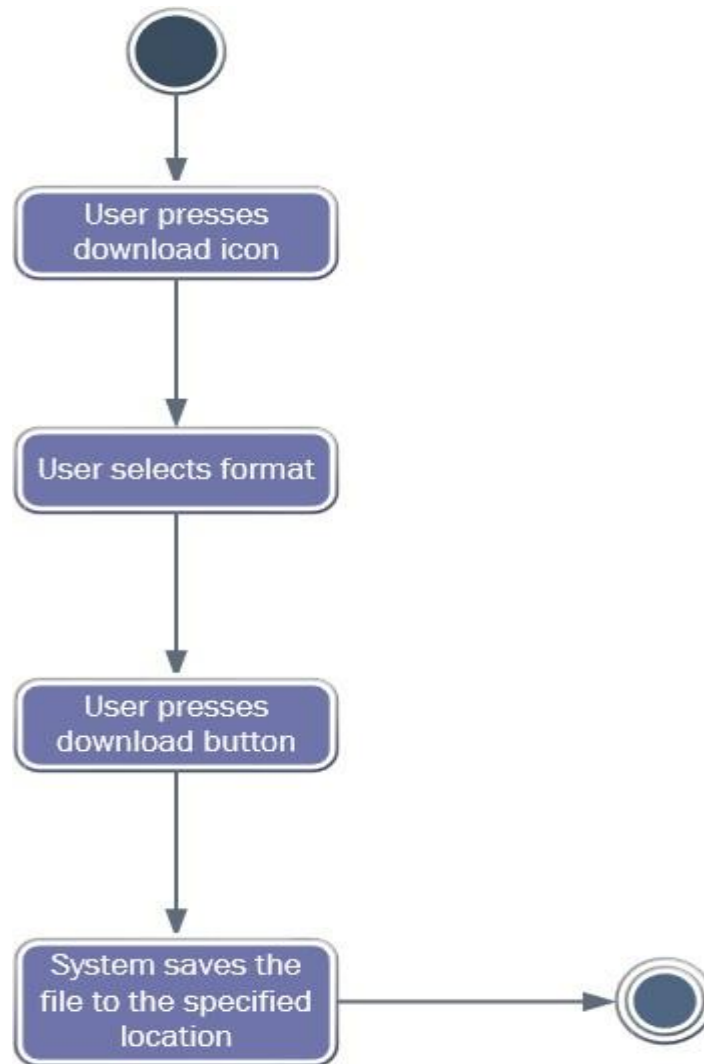 User presses
download icon
User selects format
User presses
download button
System saves the
file to the specified
location